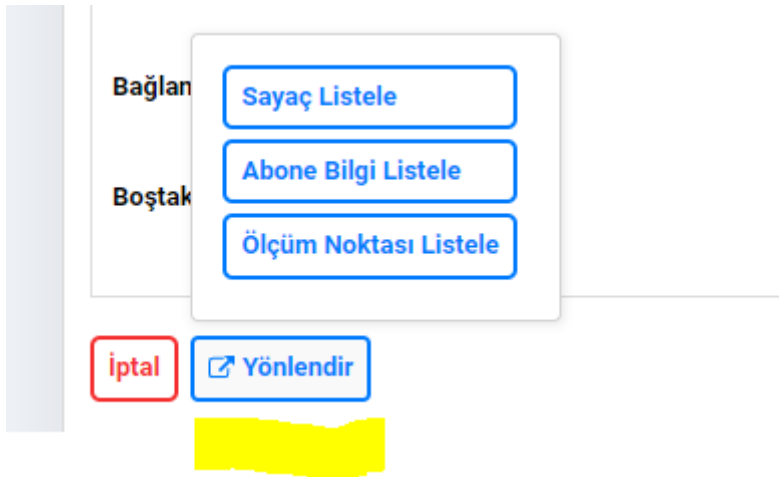 Bağlan
Sayaç Listele
Abone Bilgi Listele
Boştak
Ölçüm Noktası Listele
İptal
Yönlendir